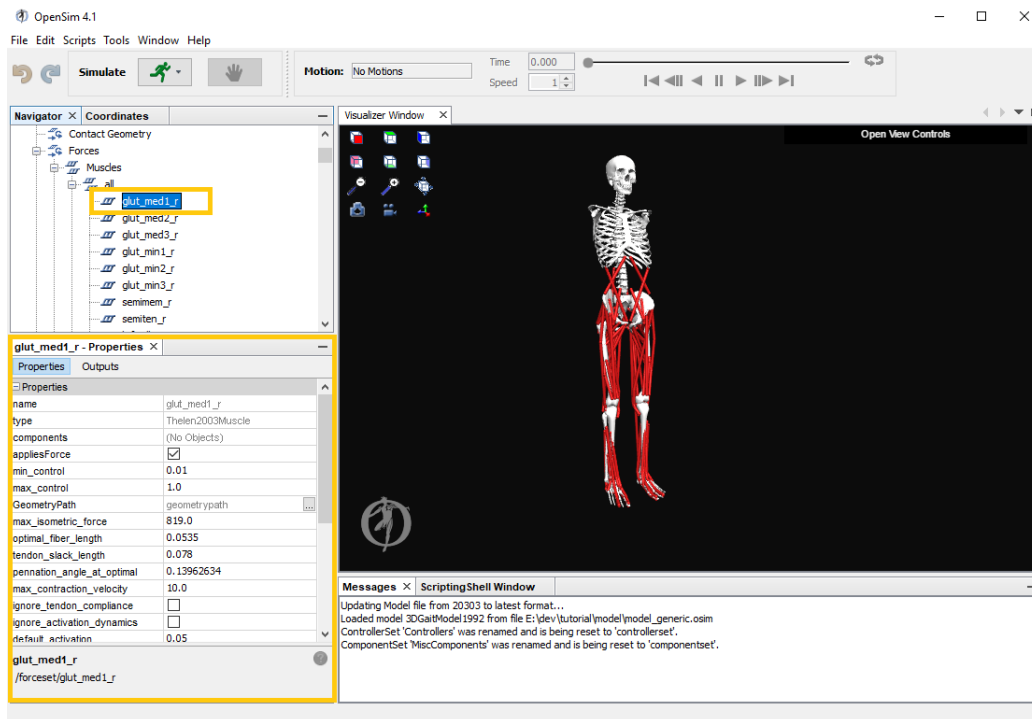 OpenSim 4.1
File Edit Scripts Tools Window Help
Simulate
Motion: No Motions
Time 0.000
Speed 1
Navigator Coordinates
Contact Geometry
Forces
Muscles
all
glut_med1_r
glut_med2_r
glut_med3_r
glut_min1_r
glut_min2_r
glut_min3_r
semimem_r
semiten_r
glut_med1_r - Properties
Properties Outputs
Properties
name glut_med1_r
type Thelen2003Muscle
components (No Objects)
appliesForce
min_control 0.01
max_control 1.0
GeometryPath geometrypath ...
max_isometric_force 819.0
optimal_fiber_length 0.0535
tendon_slack_length 0.078
pennation_angle_at_optimal 0.13962634
max_contraction_velocity 10.0
ignore_tendon_compliance
ignore_activation_dynamics
default_activation 0.05
glut_med1_r
/forceset/glut_med1_r
Visualizer Window
Open View Controls
Messages ScriptingShell Window
Updating Model file from 20303 to latest format...
Loaded model 3DGaitModel1992 from file E:\dev\tutorial\model\model_generic.osim
ControllerSet 'Controllers' was renamed and is being reset to 'controllerset'.
ComponentSet 'MiscComponents' was renamed and is being reset to 'componentset'.